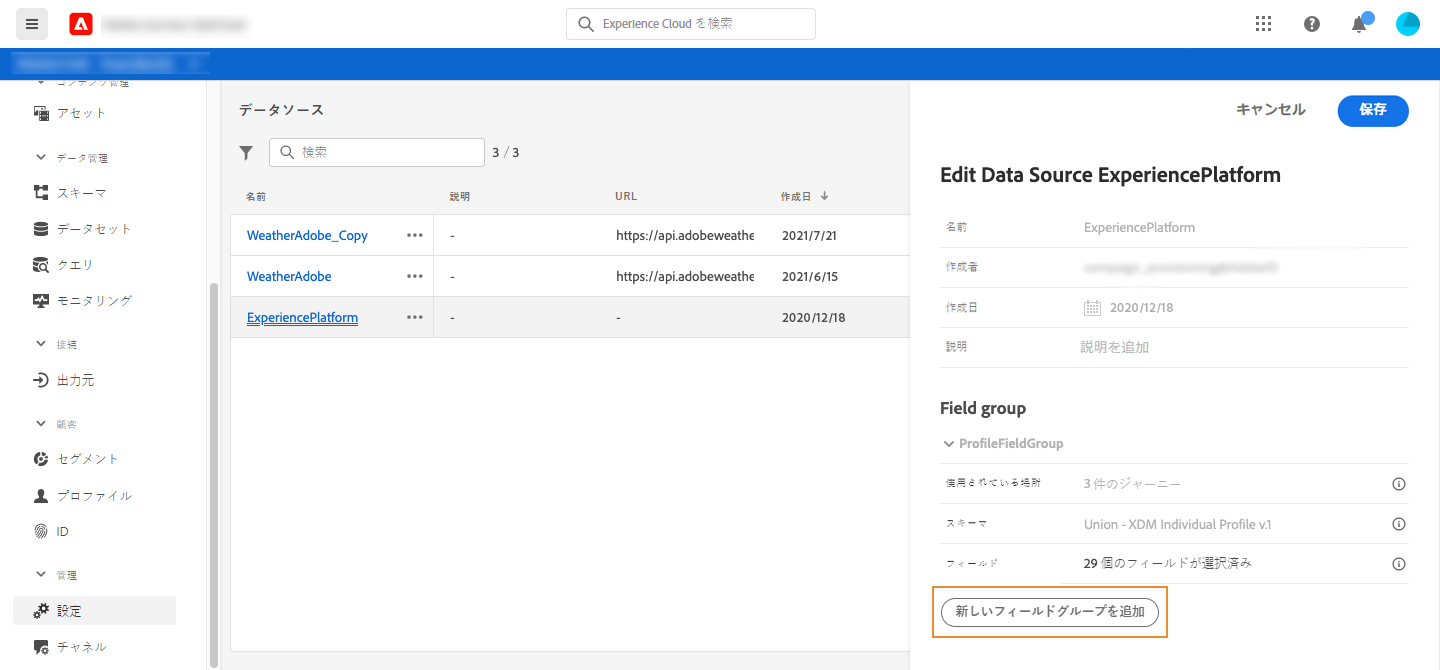 Experience Cloud を検索
コンテンツ管理
アセット
データ管理
スキーマ
データセット
クエリ
モニタリング
接続
出力元
顧客
セグメント
プロファイル
ID
管理
設定
チャネル
データソース
検索
3 / 3
名前 説明 URL 作成日
WeatherAdobe_Copy ••• - https://api.adobeweathe 2021/7/21
WeatherAdobe ••• - https://api.adobeweathe 2021/6/15
ExperiencePlatform ••• - - 2020/12/18
キャンセル 保存
Edit Data Source ExperiencePlatform
名前 ExperiencePlatform
作成者
作成日 2020/12/18
説明 説明を追加
Field group
ProfileFieldGroup
使用されている場所 3 件のジャーニー
スキーマ Union - XDM Individual Profile v.1
フィールド 29 個のフィールドが選択済み
新しいフィールドグループを追加